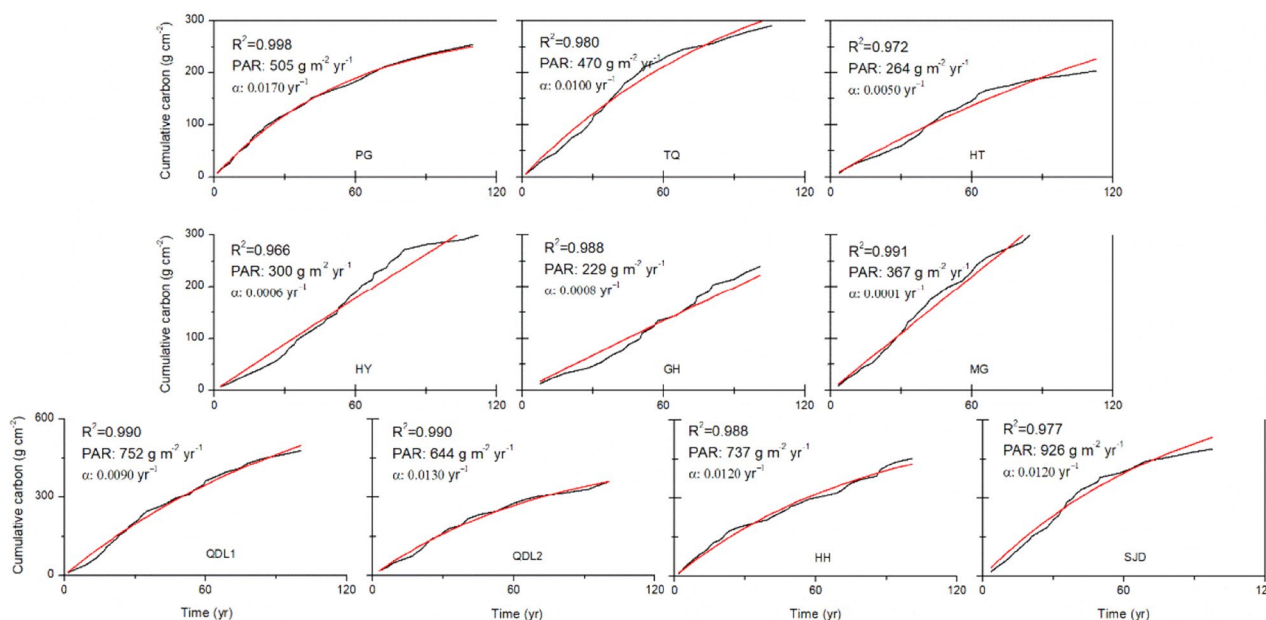 Cumulative carbon (g cm⁻²)
300
200
100
0
R²=0.998
PAR: 505 g m⁻² yr⁻¹
α: 0.0170 yr⁻¹
PG
0
60
120
R²=0.980
PAR: 470 g m⁻² yr⁻¹
α: 0.0100 yr⁻¹
TQ
0
60
120
R²=0.972
PAR: 264 g m⁻² yr⁻¹
α: 0.0050 yr⁻¹
HT
0
60
120
Cumulative carbon (g cm⁻²)
300
200
100
0
R²=0.966
PAR: 300 g m⁻² yr⁻¹
α: 0.0006 yr⁻¹
HY
R²=0.988
PAR: 229 g m⁻² yr⁻¹
α: 0.0008 yr⁻¹
GH
R²=0.991
PAR: 367 g m⁻² yr⁻¹
α: 0.0001 yr⁻¹
MG
Cumulative carbon (g cm⁻²)
600
300
0
R²=0.990
PAR: 752 g m⁻² yr⁻¹
α: 0.0090 yr⁻¹
QDL1
0
60
120
Time (yr)
R²=0.990
PAR: 644 g m⁻² yr⁻¹
α: 0.0130 yr⁻¹
QDL2
0
60
120
Time (yr)
R²=0.988
PAR: 737 g m⁻² yr⁻¹
α: 0.0120 yr⁻¹
HH
0
60
120
Time (yr)
R²=0.977
PAR: 926 g m⁻² yr⁻¹
α: 0.0120 yr⁻¹
SJD
0
60
120
Time (yr)